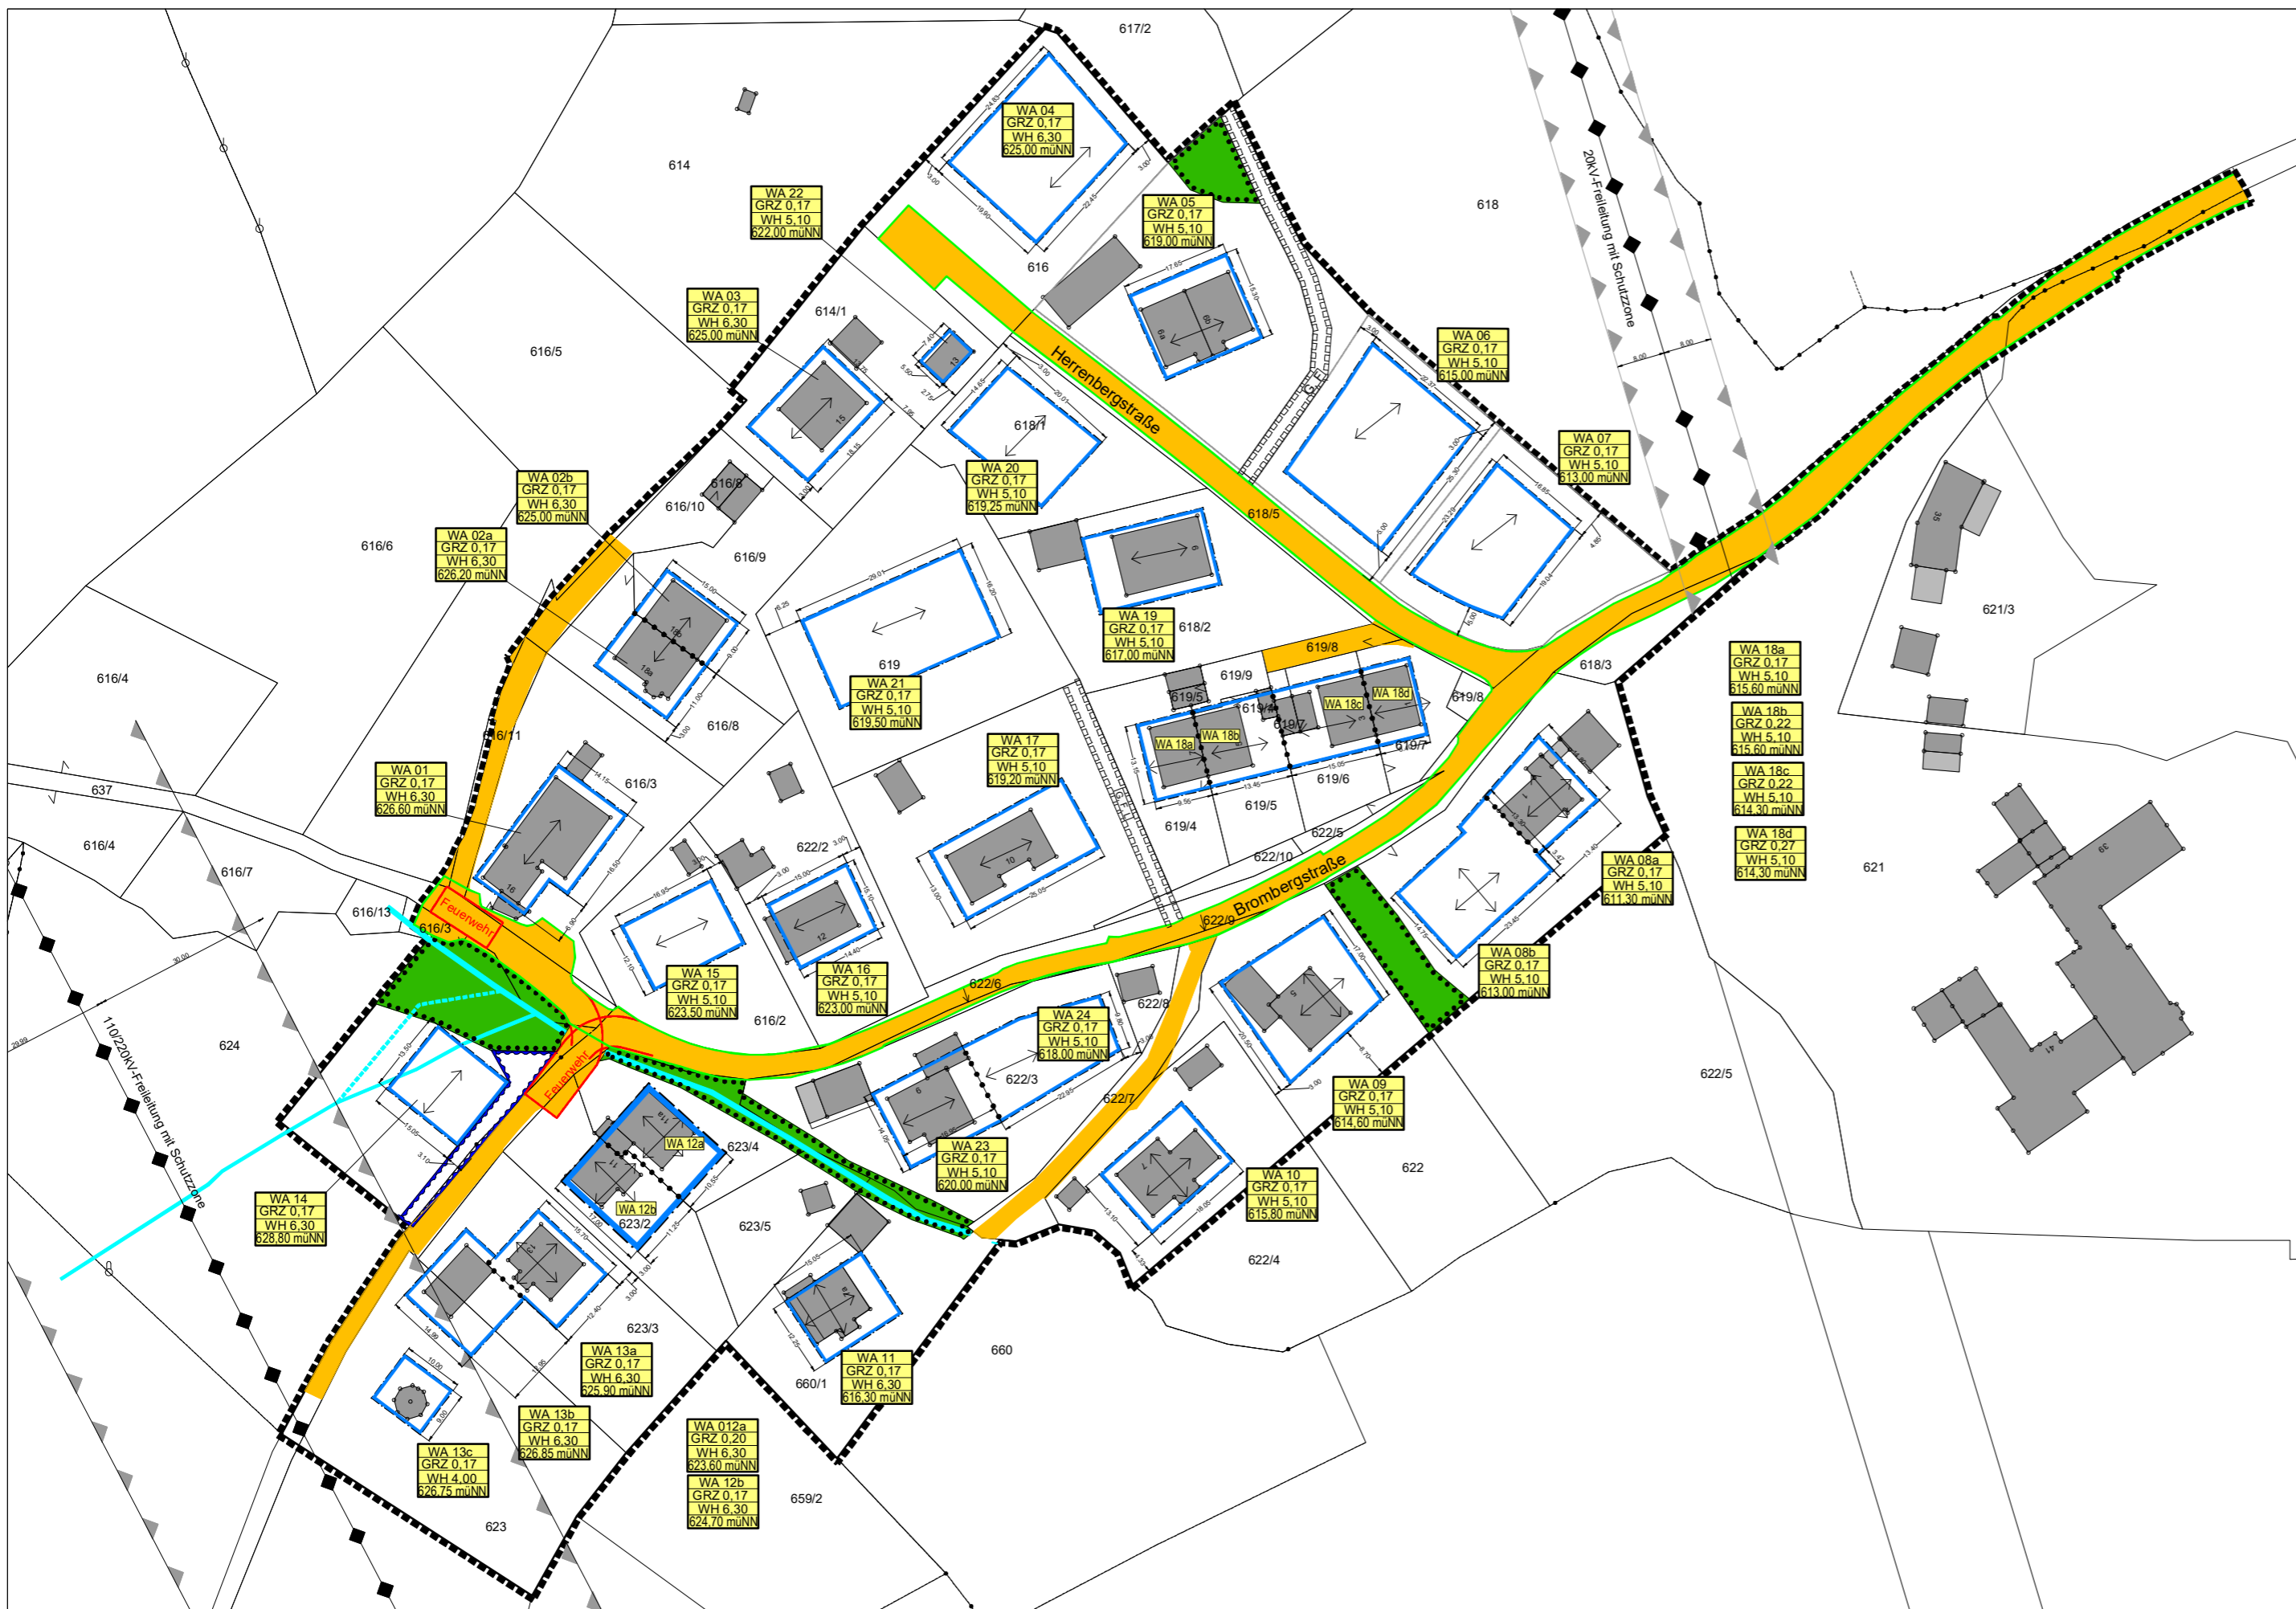 617/2
WA 04
GRZ 0,17
WH 6,30
625,00 müNN
614
618
20kV-Freileitung mit Schutzzone
WA 22
GRZ 0,17
WH 5,10
622,00 müNN
WA 05
GRZ 0,17
WH 5,10
619,00 müNN
616
WA 03
GRZ 0,17
WH 6,30
625,00 müNN
614/1
616/5
Herrenbergstraße
WA 06
GRZ 0,17
WH 5,10
615,00 müNN
618/1
WA 07
GRZ 0,17
WH 5,10
613,00 müNN
WA 20
GRZ 0,17
WH 5,10
619,25 müNN
WA 02b
GRZ 0,17
WH 6,30
625,00 müNN
616/8
616/10
618/5
WA 02a
GRZ 0,17
WH 6,30
626,20 müNN
616/6
616/9
621/3
WA 19
GRZ 0,17
WH 5,10
617,00 müNN
618/2
619
619/8
618/3
WA 21
GRZ 0,17
WH 5,10
619,50 müNN
616/4
619/9
619/5
619/4
619/7
619/8
WA 18a
WA 18b
WA 18c
WA 18d
WA 18a
GRZ 0,17
WH 5,10
615,60 müNN
WA 18b
GRZ 0,22
WH 5,10
615,60 müNN
WA 18c
GRZ 0,22
WH 5,10
614,30 müNN
WA 18d
GRZ 0,27
WH 5,10
614,30 müNN
616/8
616/11
WA 17
GRZ 0,17
WH 5,10
619,20 müNN
619/7
619/6
619/5
619/4
WA 01
GRZ 0,17
WH 6,30
626,60 müNN
616/3
637
616/4
616/7
622/2
622/5
622/10
WA 08a
GRZ 0,17
WH 5,10
611,30 müNN
621
Brombergstraße
616/13
616/3
Feuerwehr
622/9
WA 15
GRZ 0,17
WH 5,10
623,50 müNN
WA 16
GRZ 0,17
WH 5,10
623,00 müNN
WA 08b
GRZ 0,17
WH 5,10
613,00 müNN
622/6
622/8
616/2
WA 24
GRZ 0,17
WH 5,10
618,00 müNN
624
110/220kV-Freileitung mit Schutzzone
Feuerwehr
622/3
622/7
622/5
WA 09
GRZ 0,17
WH 5,10
614,60 müNN
WA 12a
623/4
WA 23
GRZ 0,17
WH 5,10
620,00 müNN
622
WA 10
GRZ 0,17
WH 5,10
615,80 müNN
WA 14
GRZ 0,17
WH 6,30
628,80 müNN
WA 12b
623/2
623/5
622/4
623/3
WA 13a
GRZ 0,17
WH 6,30
625,90 müNN
WA 11
GRZ 0,17
WH 6,30
616,30 müNN
660
660/1
WA 13b
GRZ 0,17
WH 6,30
626,85 müNN
WA 012a
GRZ 0,20
WH 6,30
623,60 müNN
WA 13c
GRZ 0,17
WH 4,00
626,75 müNN
WA 12b
GRZ 0,17
WH 6,30
624,70 müNN
659/2
623